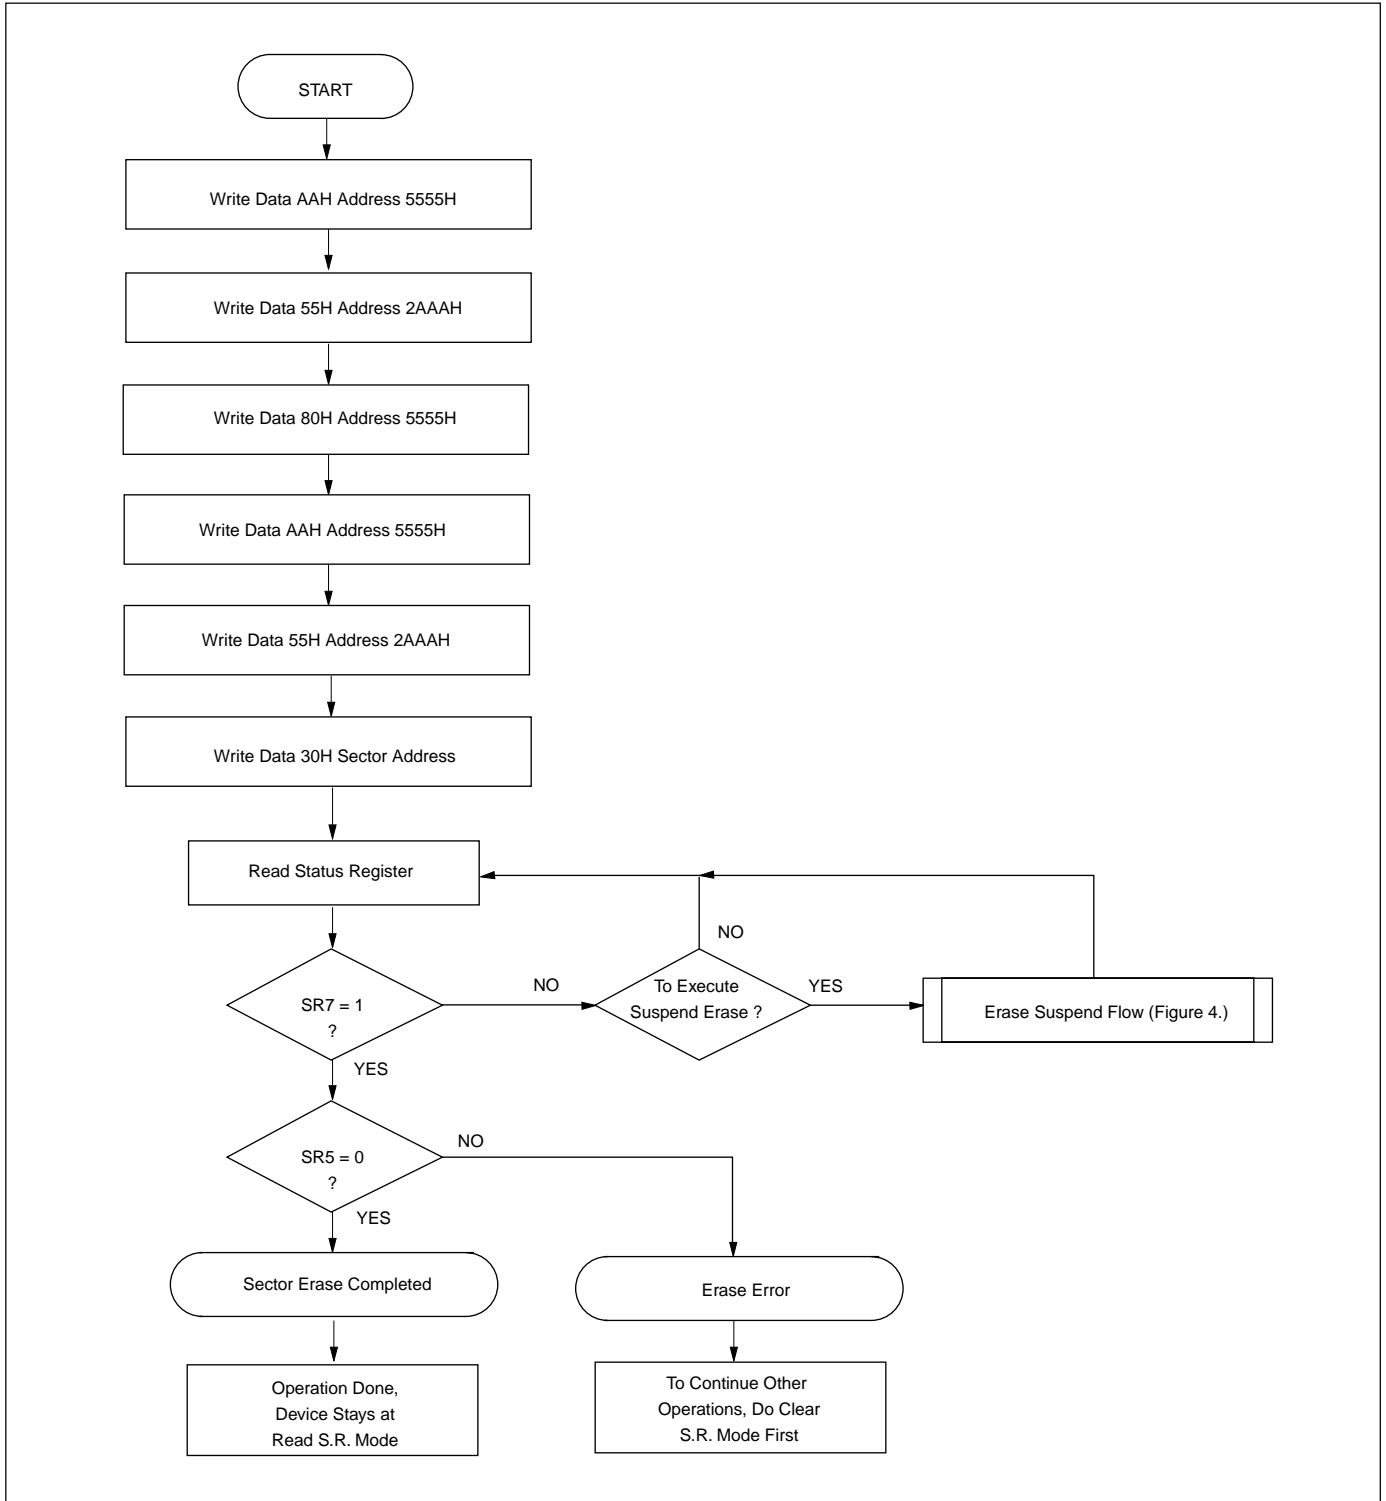 START
Write Data AAH Address 5555H
Write Data 55H Address 2AAAH
Write Data 80H Address 5555H
Write Data AAH Address 5555H
Write Data 55H Address 2AAAH
Write Data 30H Sector Address
Read Status Register
NO
SR7 = 1
?
NO
To Execute
Suspend Erase ?
YES
Erase Suspend Flow (Figure 4.)
YES
SR5 = 0
?
NO
YES
Sector Erase Completed
Erase Error
Operation Done,
Device Stays at
Read S.R. Mode
To Continue Other
Operations, Do Clear
S.R. Mode First